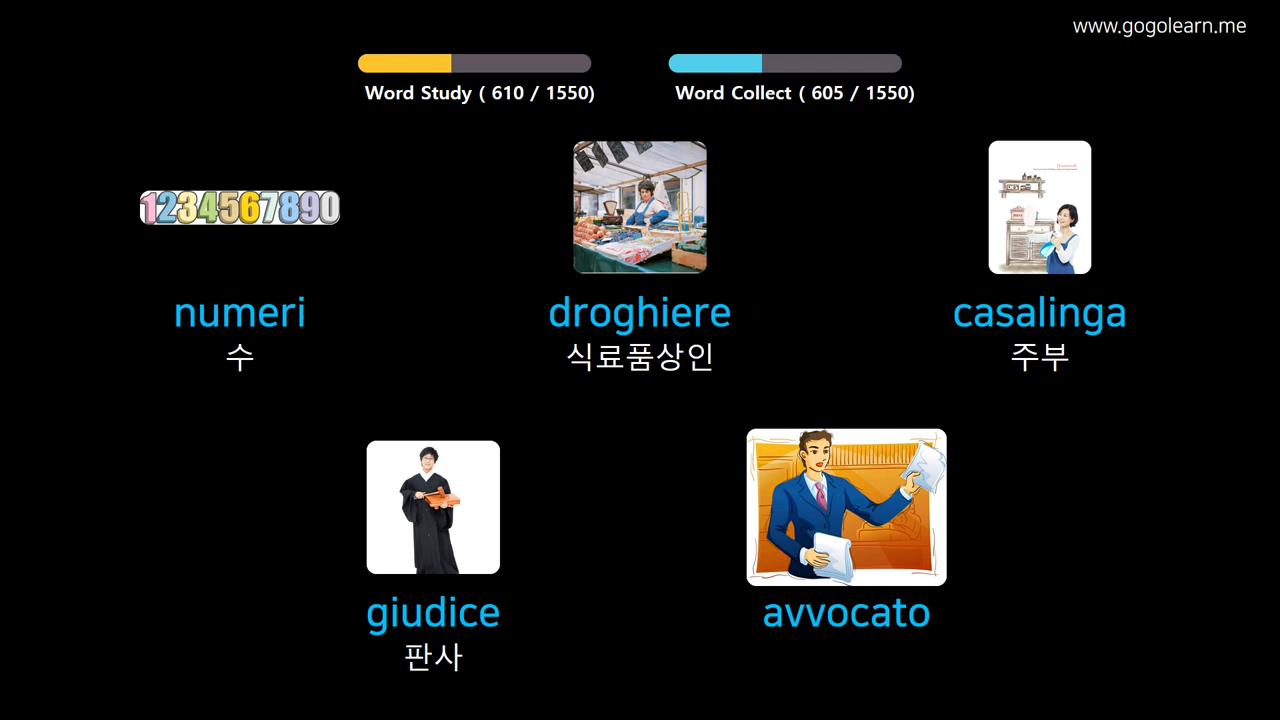 www.gogolearn.me
Word Study ( 610 / 1550)
Word Collect ( 605 / 1550)
1234567890
numeri
수
droghiere
식료품상인
casalinga
주부
giudice
판사
avvocato